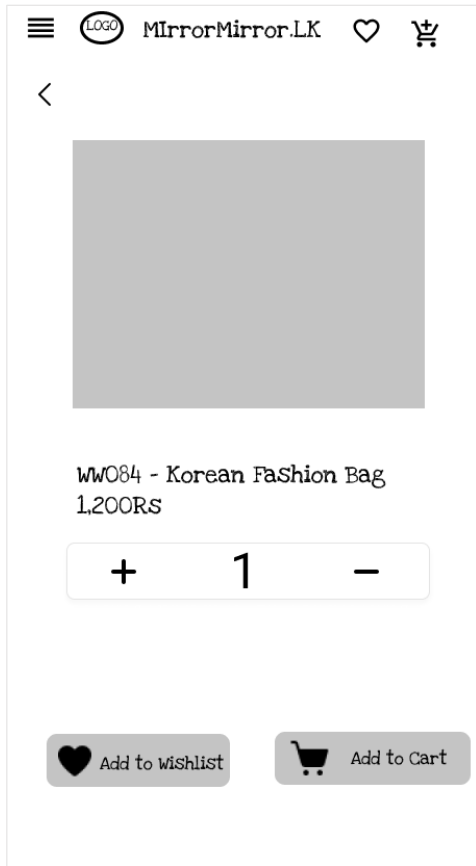 LOGO MIrrorMirror.LK
WW084 - Korean Fashion Bag
1,200Rs
+ 1 −
Add to Wishlist Add to Cart